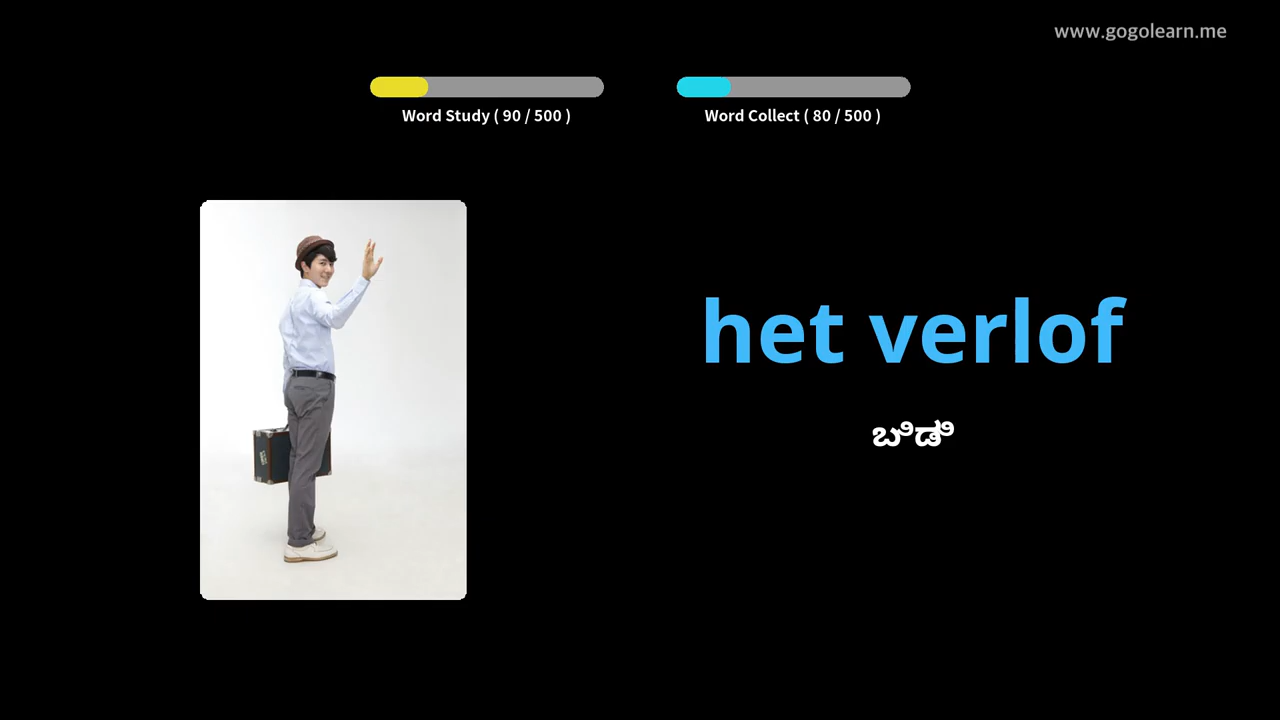 www.gogolearn.me
Word Study ( 90 / 500 )
Word Collect ( 80 / 500 )
het verlof
ಬಿಡಿ